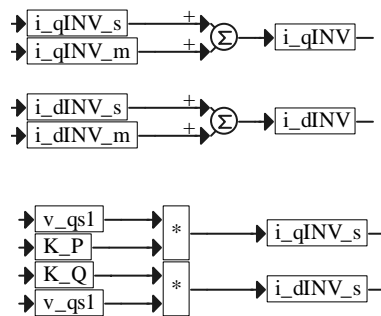 i_qINV_s + Σ i_qINV
i_qINV_m +
i_dINV_s + Σ i_dINV
i_dINV_m +
v_qs1 * i_qINV_s
K_P
K_Q * i_dINV_s
v_qs1